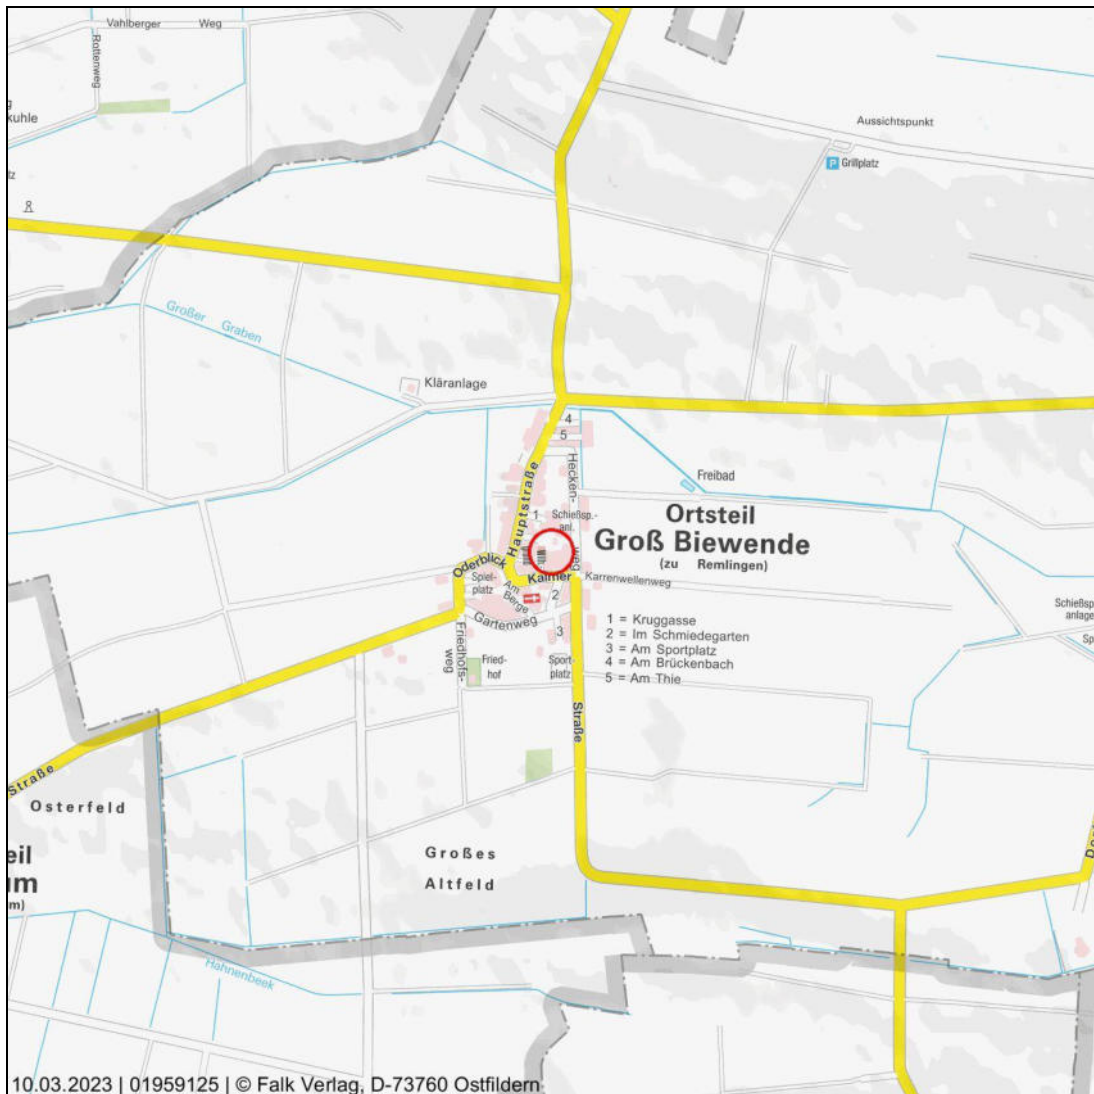 Vahlberger Weg
Rottenweg
g
kuhle
Aussichtspunkt
P Grillplatz
tz
Großer Graben
Kläranlage
4
5
Hauptstraße
Hecken-
weg
Freibad
1
Schießsp.-
anl.
Ortsteil
Groß Biewende
(zu Remlingen)
Oderblick
Kalmer
Karrenwellenweg
Spiel-
platz
Am
Berge
2
Gartenweg
3
Schießsp
anlage
Sp
1 = Kruggasse
2 = Im Schmiedegarten
3 = Am Sportplatz
4 = Am Brückenbach
5 = Am Thie
Friedhofs-
weg
Fried-
hof
Sport-
platz
Straße
Straße
Osterfeld
Großes
Altfeld
eil
um
m)
Hahnenbeek
10.03.2023 | 01959125 | © Falk Verlag, D-73760 Ostfildern